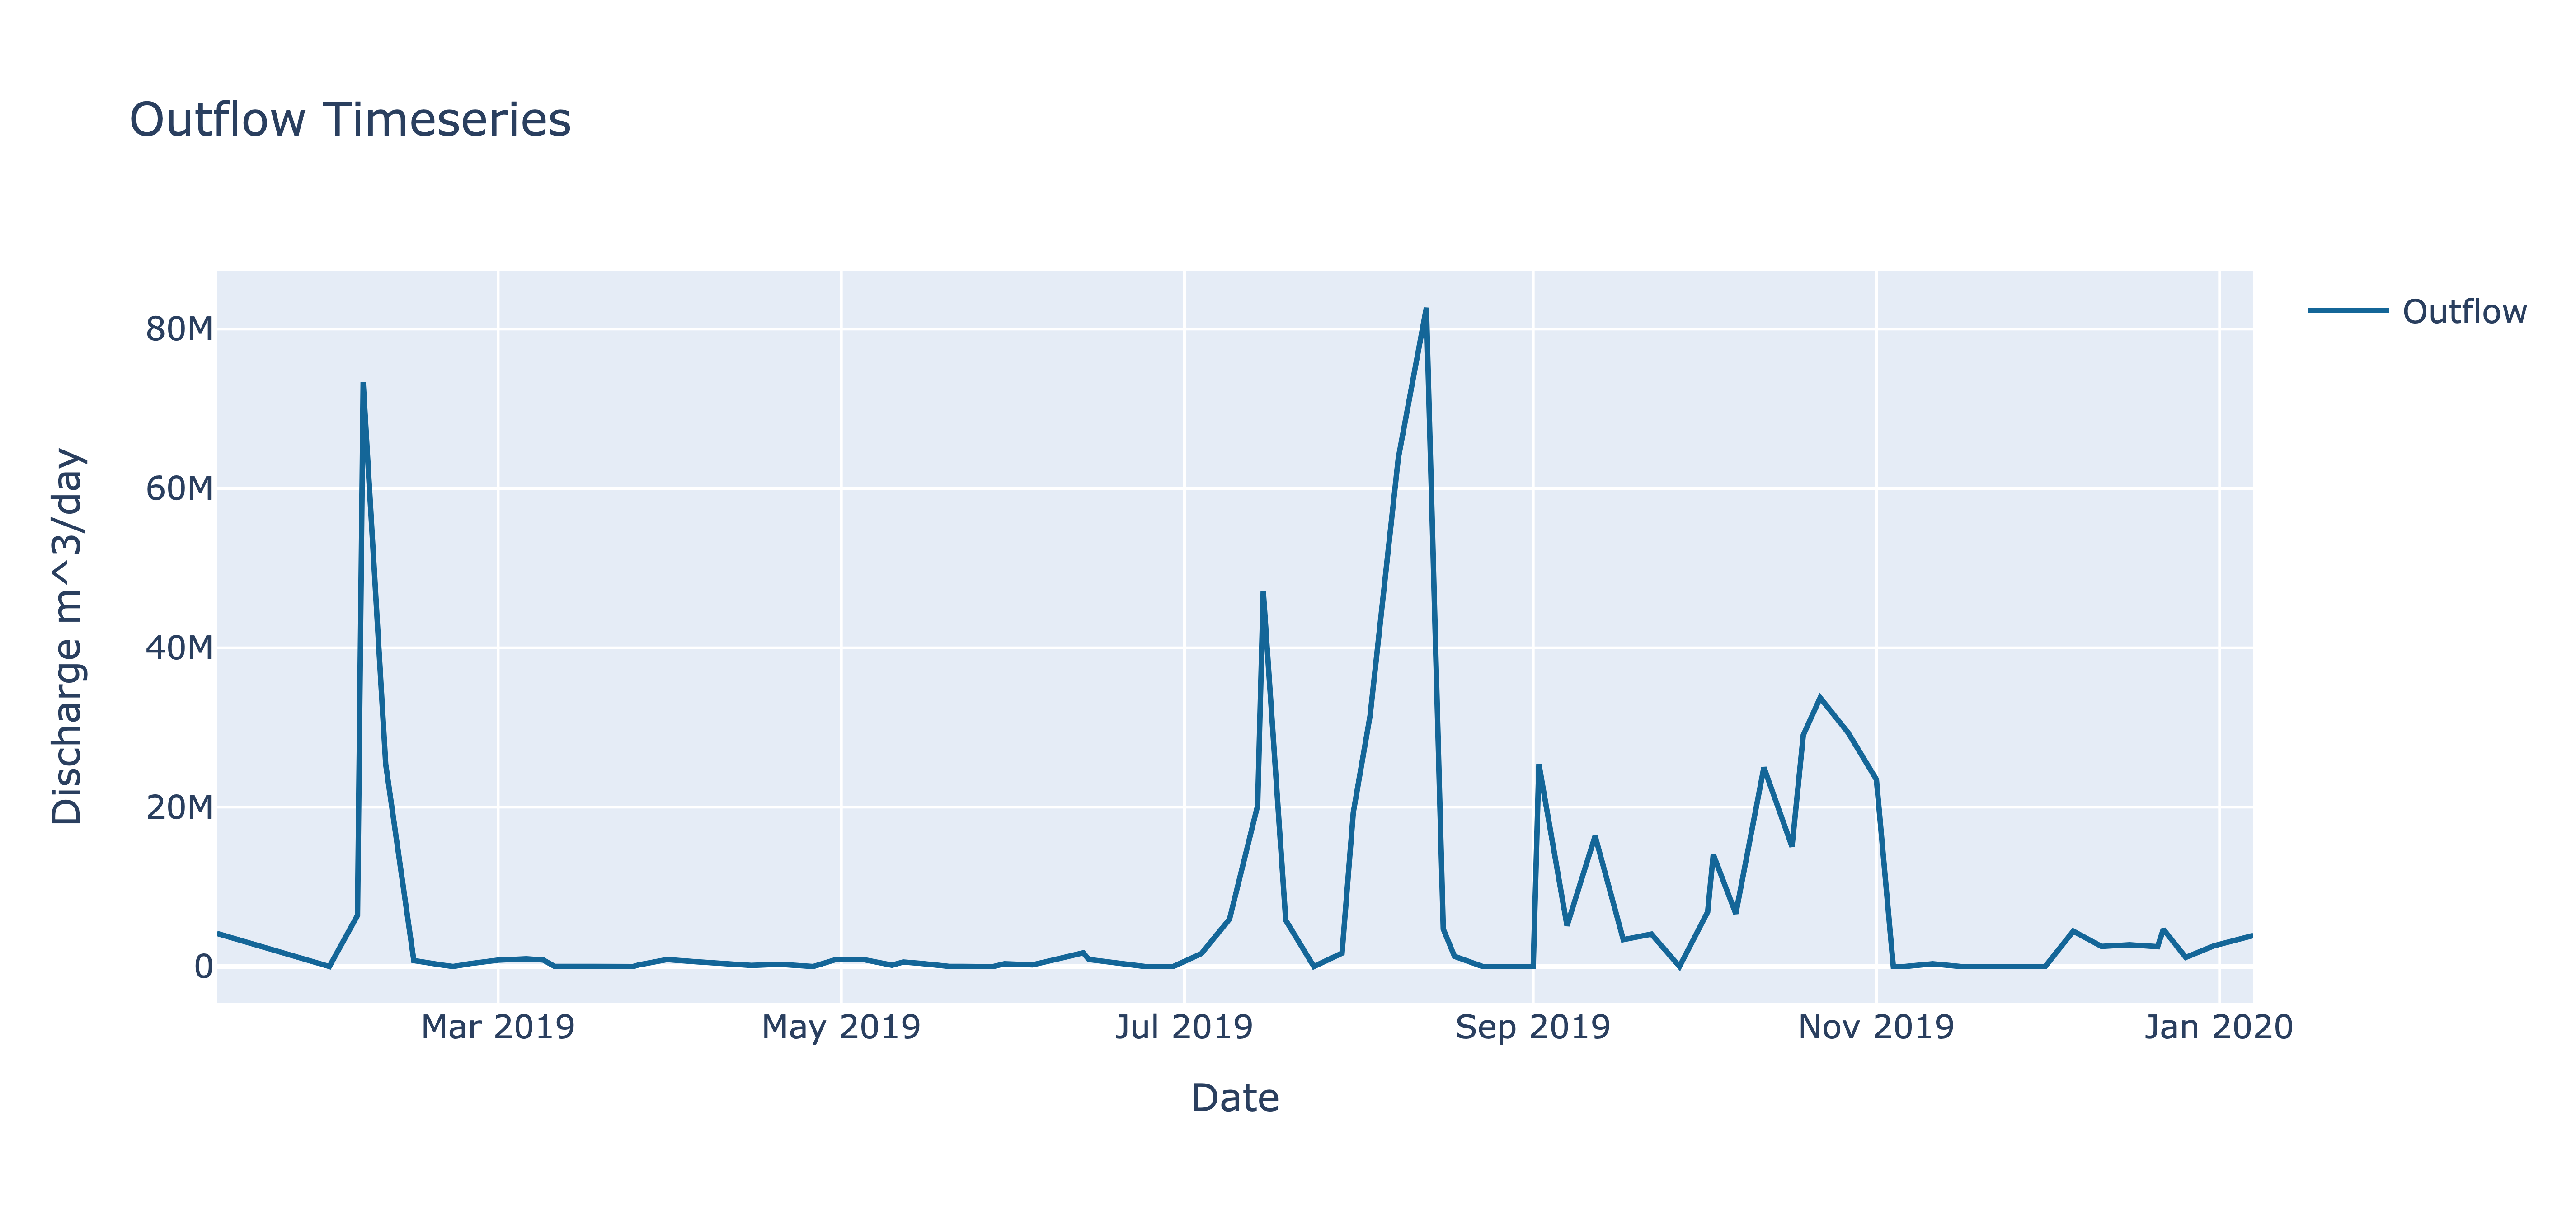 Outflow Timeseries
Outflow
80M
60M
40M
20M
0
Discharge m^3/day
Mar 2019
May 2019
Jul 2019
Sep 2019
Nov 2019
Jan 2020
Date